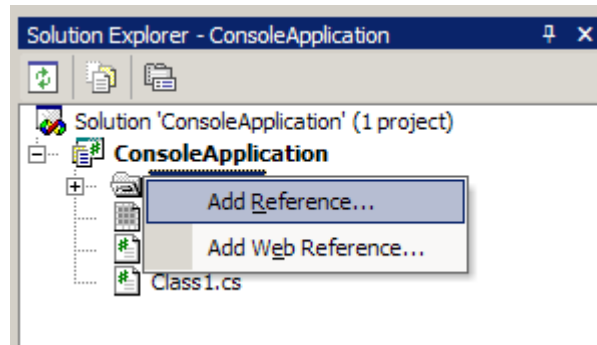 Solution Explorer - ConsoleApplication
Solution 'ConsoleApplication' (1 project)
ConsoleApplication
Add Reference...
Add Web Reference...
Class1.cs